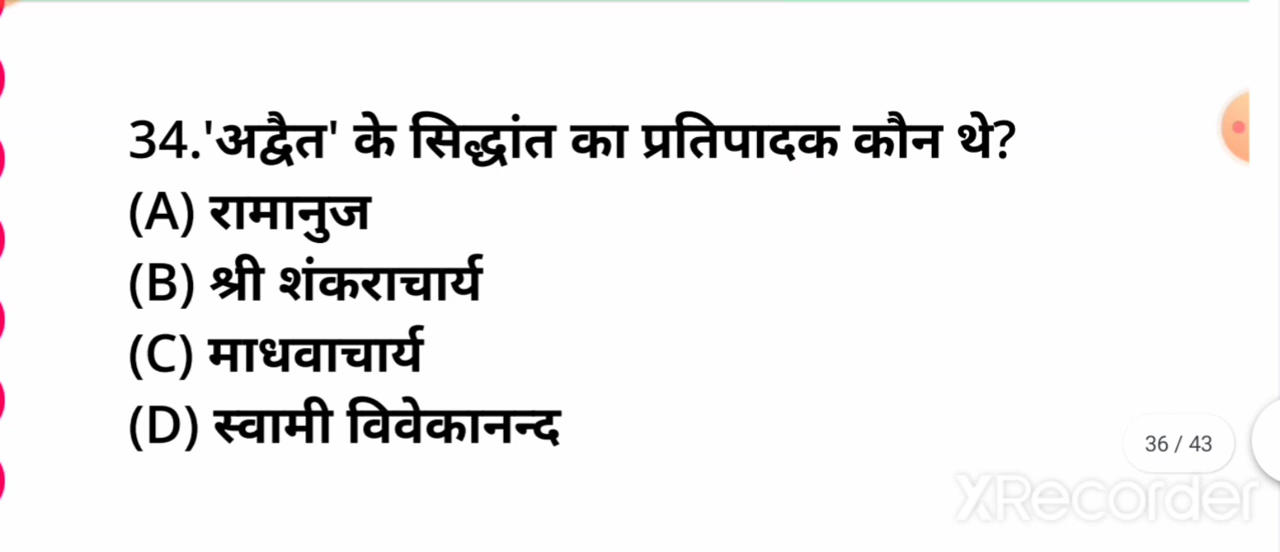 34.'अद्वैत' के सिद्धांत का प्रतिपादक कौन थे?
(A) रामानुज
(B) श्री शंकराचार्य
(C) माधवाचार्य
(D) स्वामी विवेकानन्द
36 / 43
XRecorder